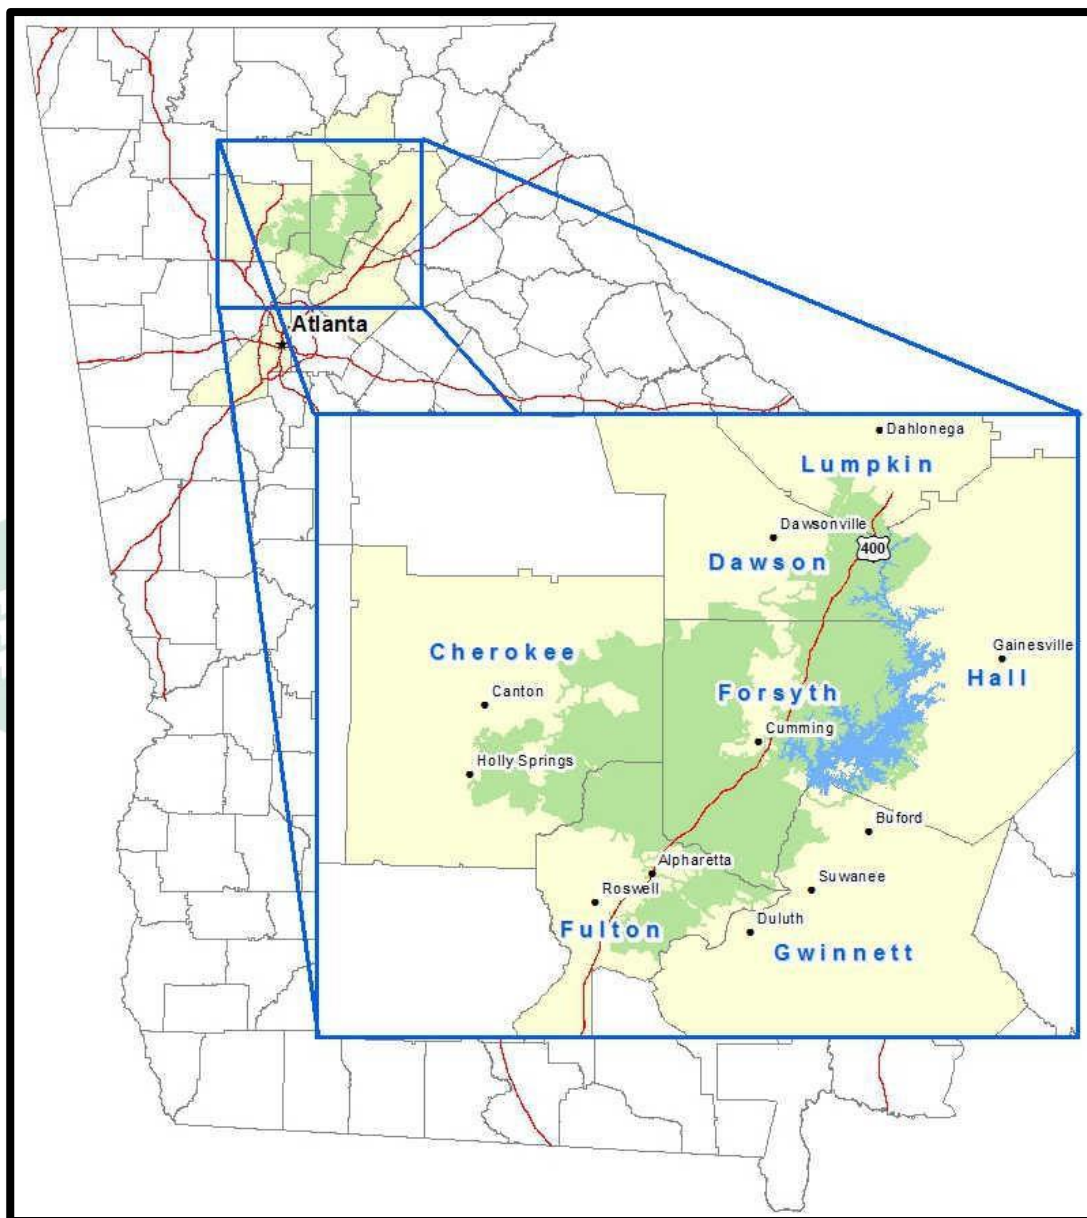 Atlanta
Dahlonega
Lumpkin
Dawsonville
400
Dawson
Cherokee
Gainesville
Hall
Canton
Forsyth
Cumming
Holly Springs
Buford
Alpharetta
Suwanee
Roswell
Duluth
Fulton
Gwinnett